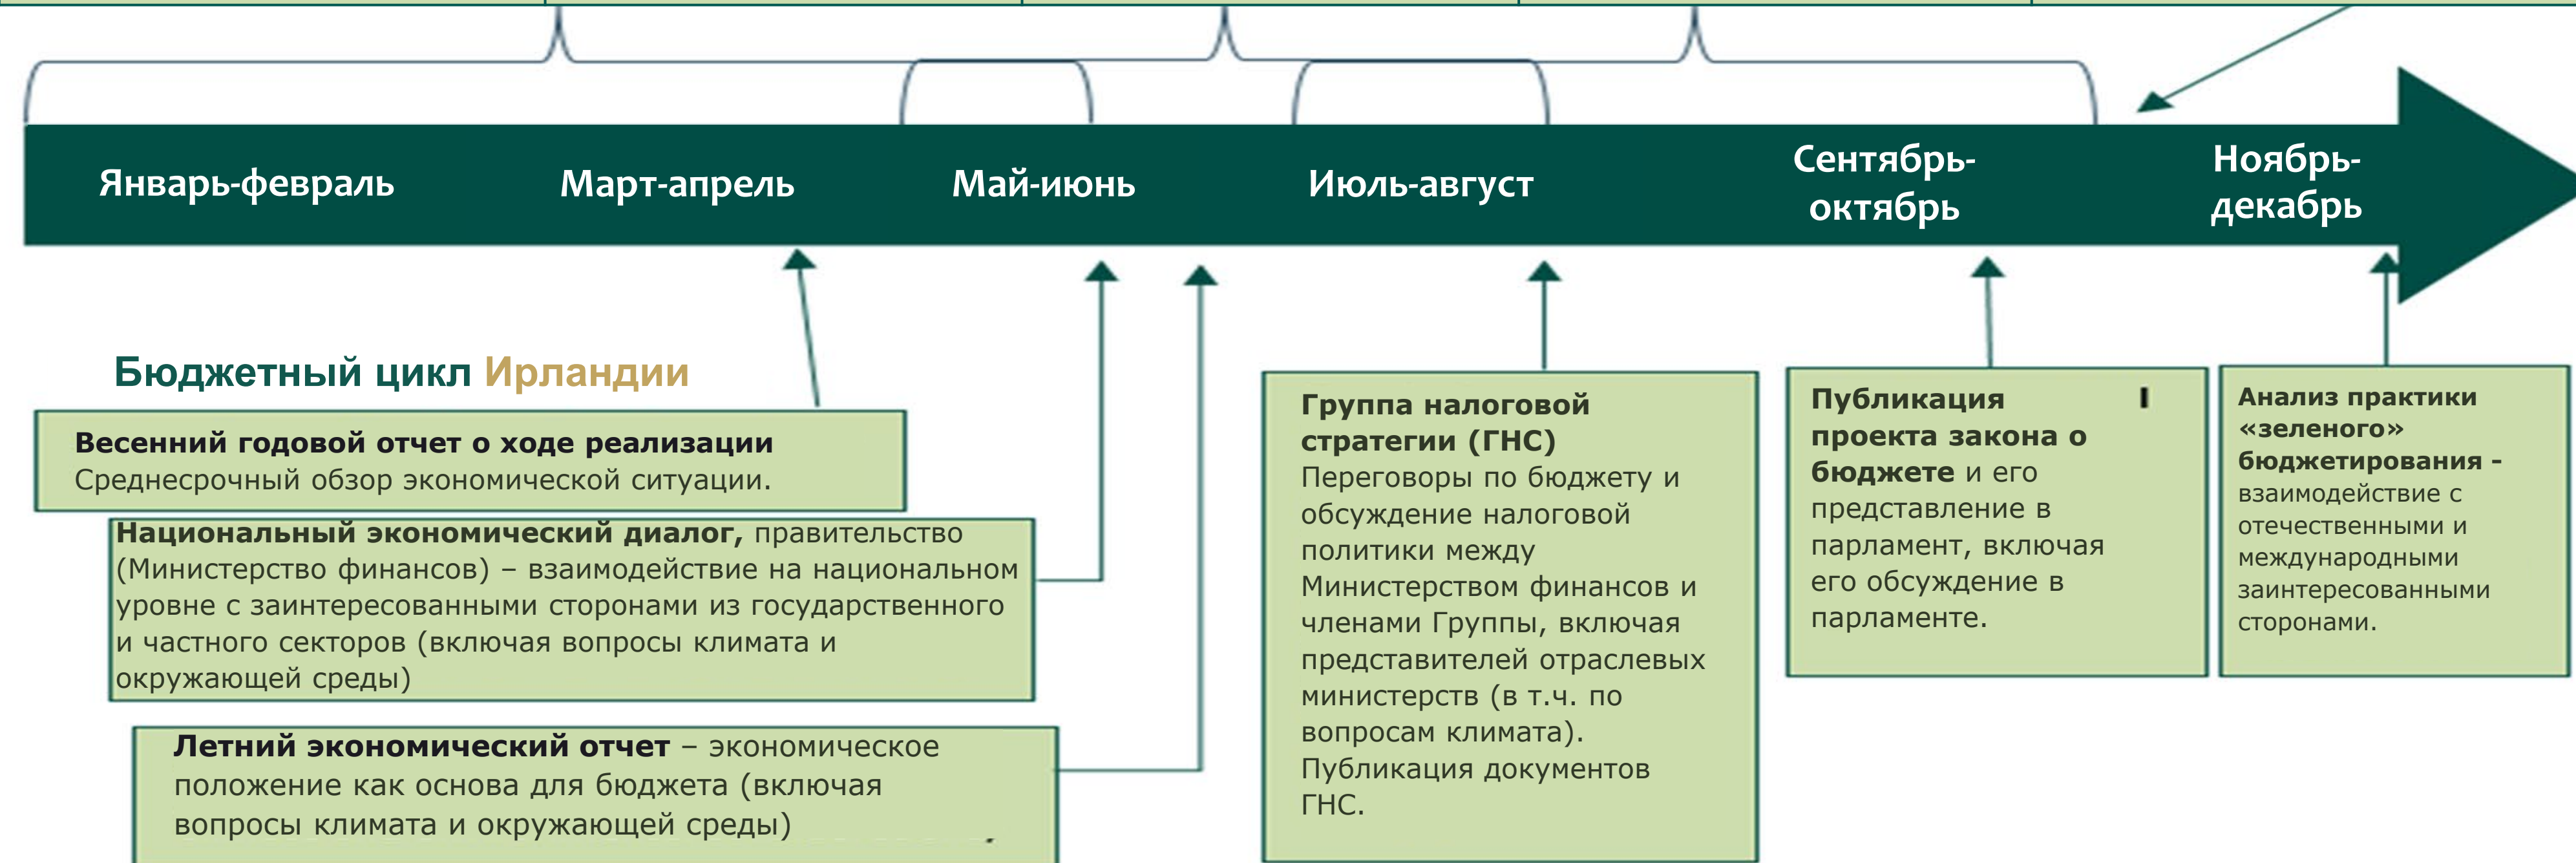 Январь-февраль
Март-апрель
Май-июнь
Июль-август
Сентябрь-
октябрь
Ноябрь-
декабрь
Бюджетный цикл Ирландии
Весенний годовой отчет о ходе реализации
Среднесрочный обзор экономической ситуации.
Национальный экономический диалог, правительство
(Министерство финансов) – взаимодействие на национальном
уровне с заинтересованными сторонами из государственного
и частного секторов (включая вопросы климата и
окружающей среды)
Летний экономический отчет – экономическое
положение как основа для бюджета (включая
вопросы климата и окружающей среды)
Группа налоговой
стратегии (ГНС)
Переговоры по бюджету и
обсуждение налоговой
политики между
Министерством финансов и
членами Группы, включая
представителей отраслевых
министерств (в т.ч. по
вопросам климата).
Публикация документов
ГНС.
Публикация
проекта закона о
бюджете и его
представление в
парламент, включая
его обсуждение в
парламенте.
Анализ практики
«зеленого»
бюджетирования -
взаимодействие с
отечественными и
международными
заинтересованными
сторонами.